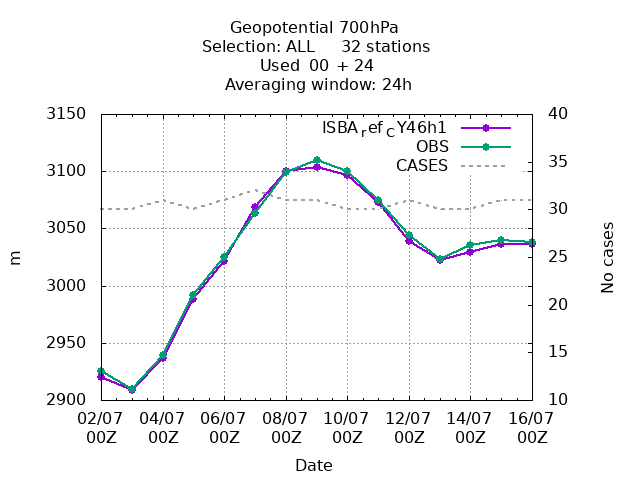 Geopotential 700hPa
Selection: ALL 32 stations
Used 00 + 24
Averaging window: 24h
3150
3100
3050
3000
2950
2900
m
40
35
30
25
20
15
10
No cases
ISBAref CY46h1
OBS
CASES
02/07 04/07 06/07 08/07 10/07 12/07 14/07 16/07
00Z 00Z 00Z 00Z 00Z 00Z 00Z 00Z
Date